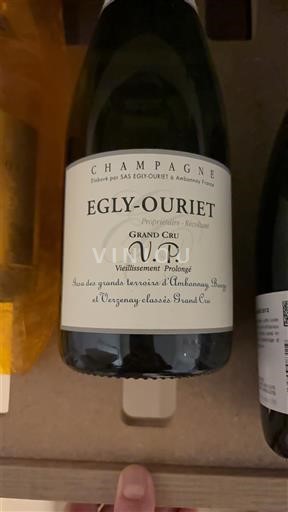 CHAMPAGNE
Elaboré par SAS EGLY-OURIET à Ambonnay France
EGLY-OURIET
Propriétaire - Récoltant
GRAND CRU
V.P.
Vieillissement Prolongé
Issu des grands terroirs d'Ambonnay, Bouzy
et Verzenay classés Grand Cru
VINYOU